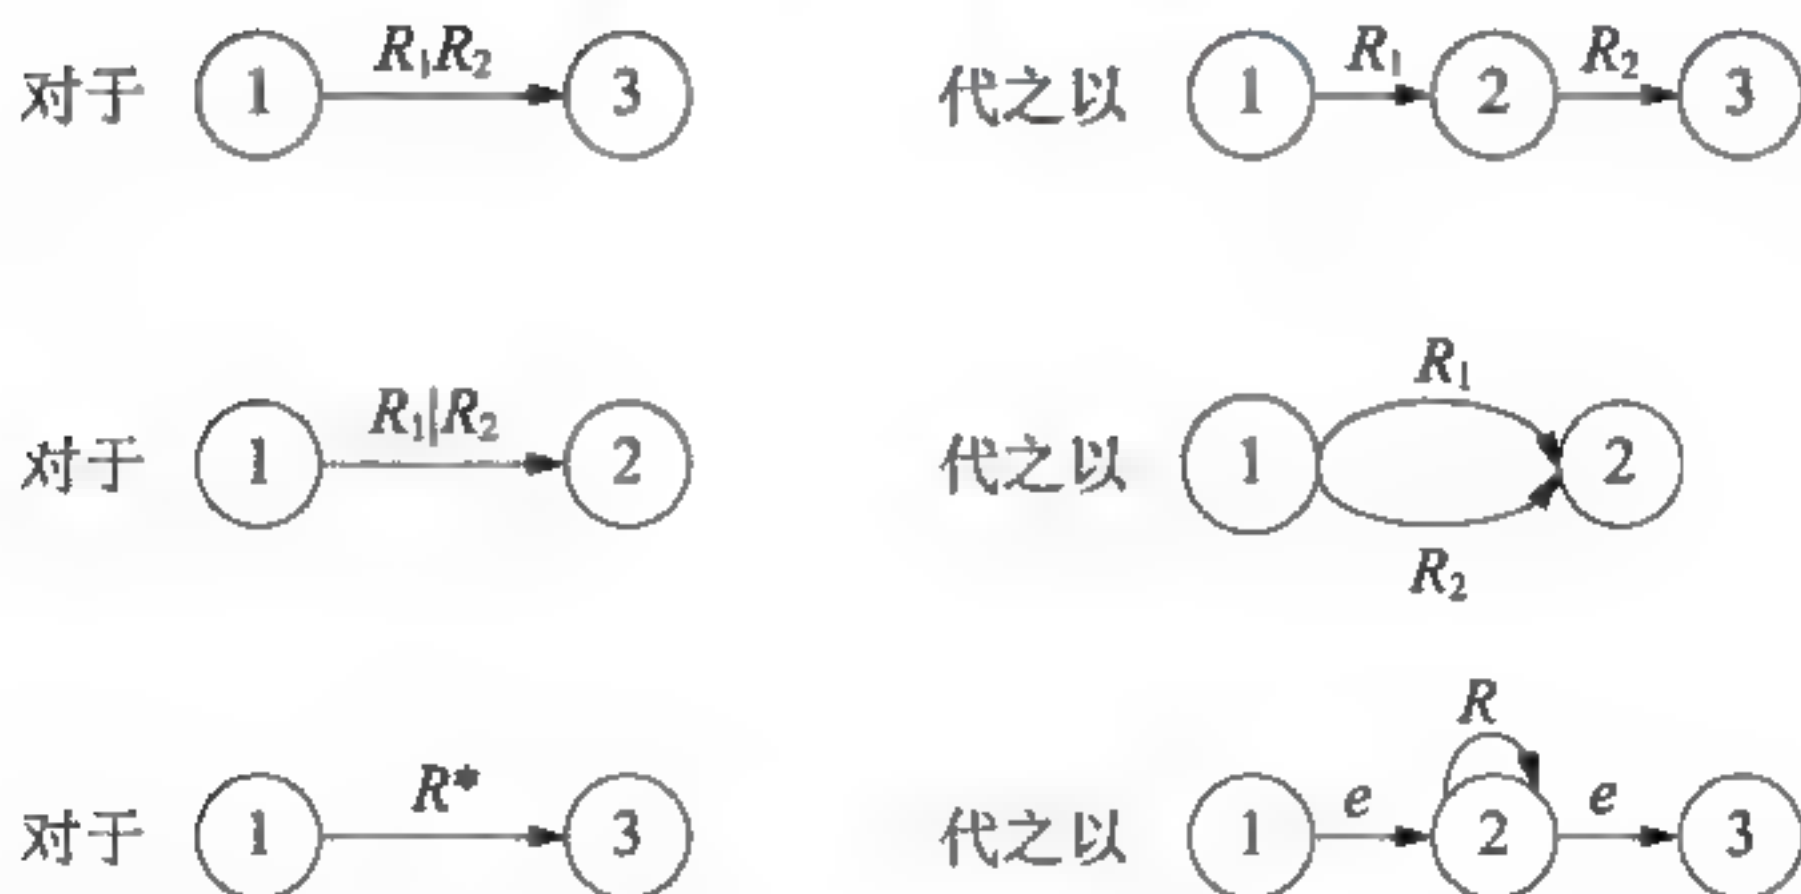 对于 1 R₁R₂ 3 代之以 1 R₁ 2 R₂ 3
对于 1 R₁|R₂ 2 代之以 1 R₁ R₂ 2
对于 1 R* 3 代之以 1 e 2 R e 3